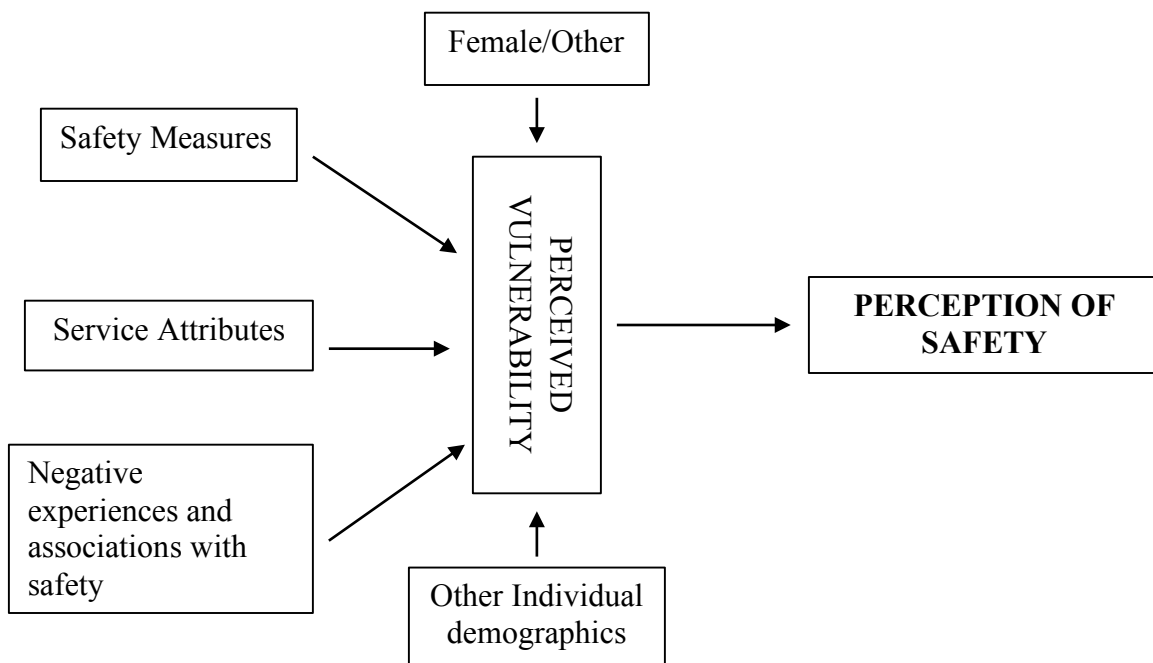 Female/Other
Safety Measures
PERCEIVED
VULNERABILITY
PERCEPTION OF
SAFETY
Service Attributes
Negative
experiences and
associations with
safety
Other Individual
demographics